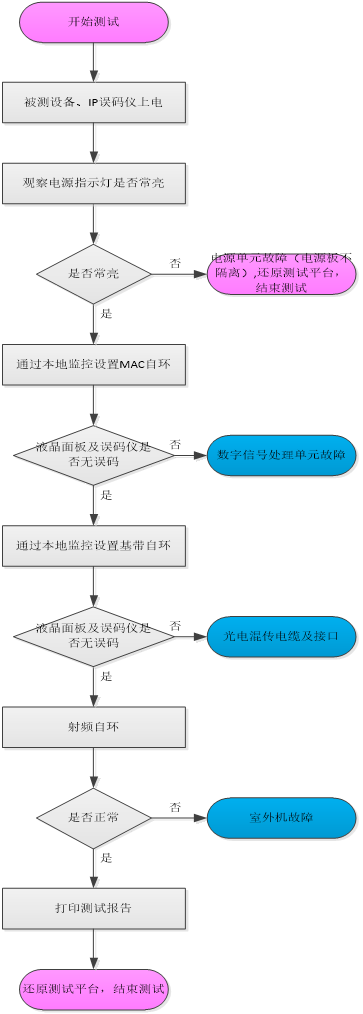 开始测试
被测设备、IP误码仪上电
观察电源指示灯是否常亮
是否常亮
否
电源单元故障（电源板不
隔离）,还原测试平台，
结束测试
是
通过本地监控设置MAC自环
液晶面板及误码仪是
否无误码
否
数字信号处理单元故障
是
通过本地监控设置基带自环
液晶面板及误码仪是
否无误码
否
光电混传电缆及接口
是
射频自环
是否正常
否
室外机故障
是
打印测试报告
还原测试平台，结束测试